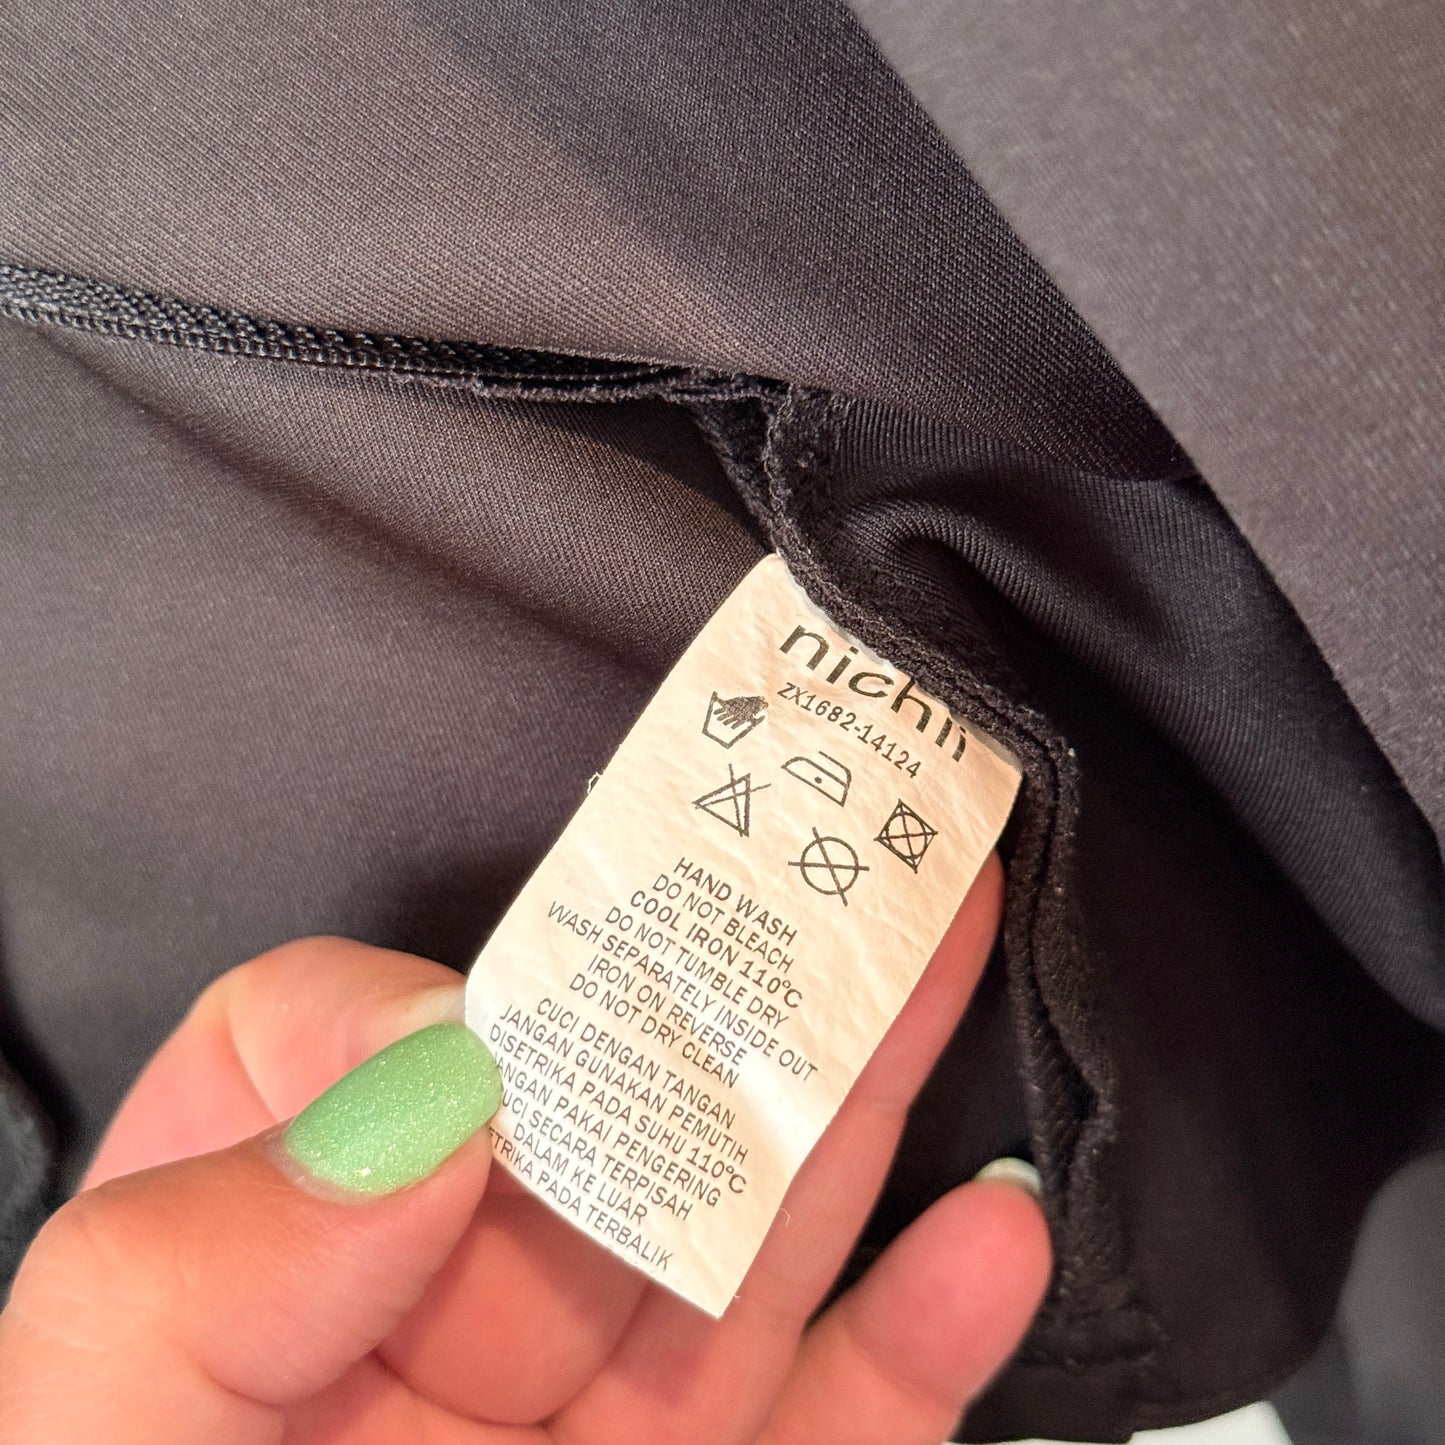 nichii
ZX1682-14124
HAND WASH
DO NOT BLEACH
COOL IRON 110°C
DO NOT TUMBLE DRY
WASH SEPARATELY INSIDE OUT
IRON ON REVERSE
DO NOT DRY CLEAN
CUCI DENGAN TANGAN
JANGAN GUNAKAN PEMUTIH
DISETRIKA PADA SUHU 110°C
JANGAN PAKAI PENGERING
CUCI SECARA TERPISAH
DALAM KE LUAR
PADA TERBALIK